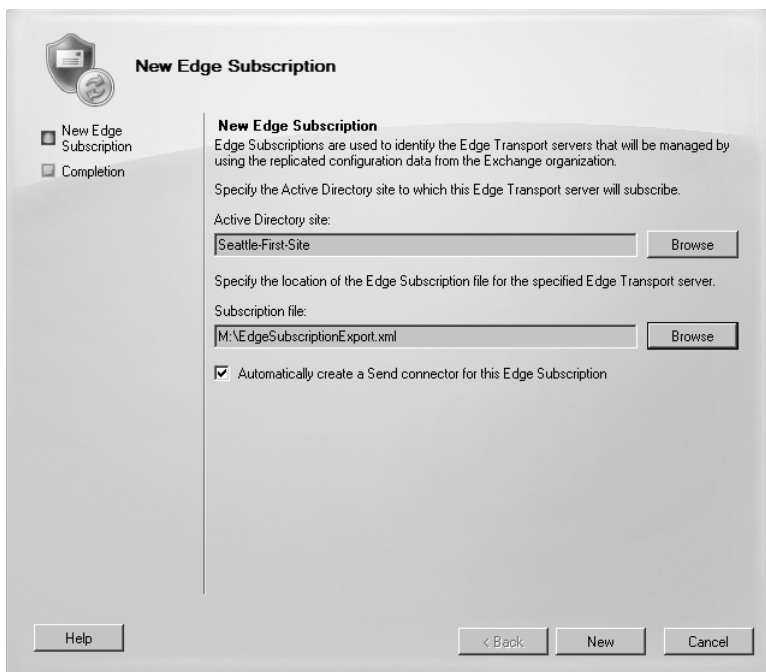 New Edge Subscription
New Edge
Subscription
Completion
New Edge Subscription
Edge Subscriptions are used to identify the Edge Transport servers that will be managed by
using the replicated configuration data from the Exchange organization.
Specify the Active Directory site to which this Edge Transport server will subscribe.
Active Directory site:
Seattle-First-Site
Browse
Specify the location of the Edge Subscription file for the specified Edge Transport server.
Subscription file:
M:\EdgeSubscriptionExport.xml
Browse
Automatically create a Send connector for this Edge Subscription
Help
< Back
New
Cancel